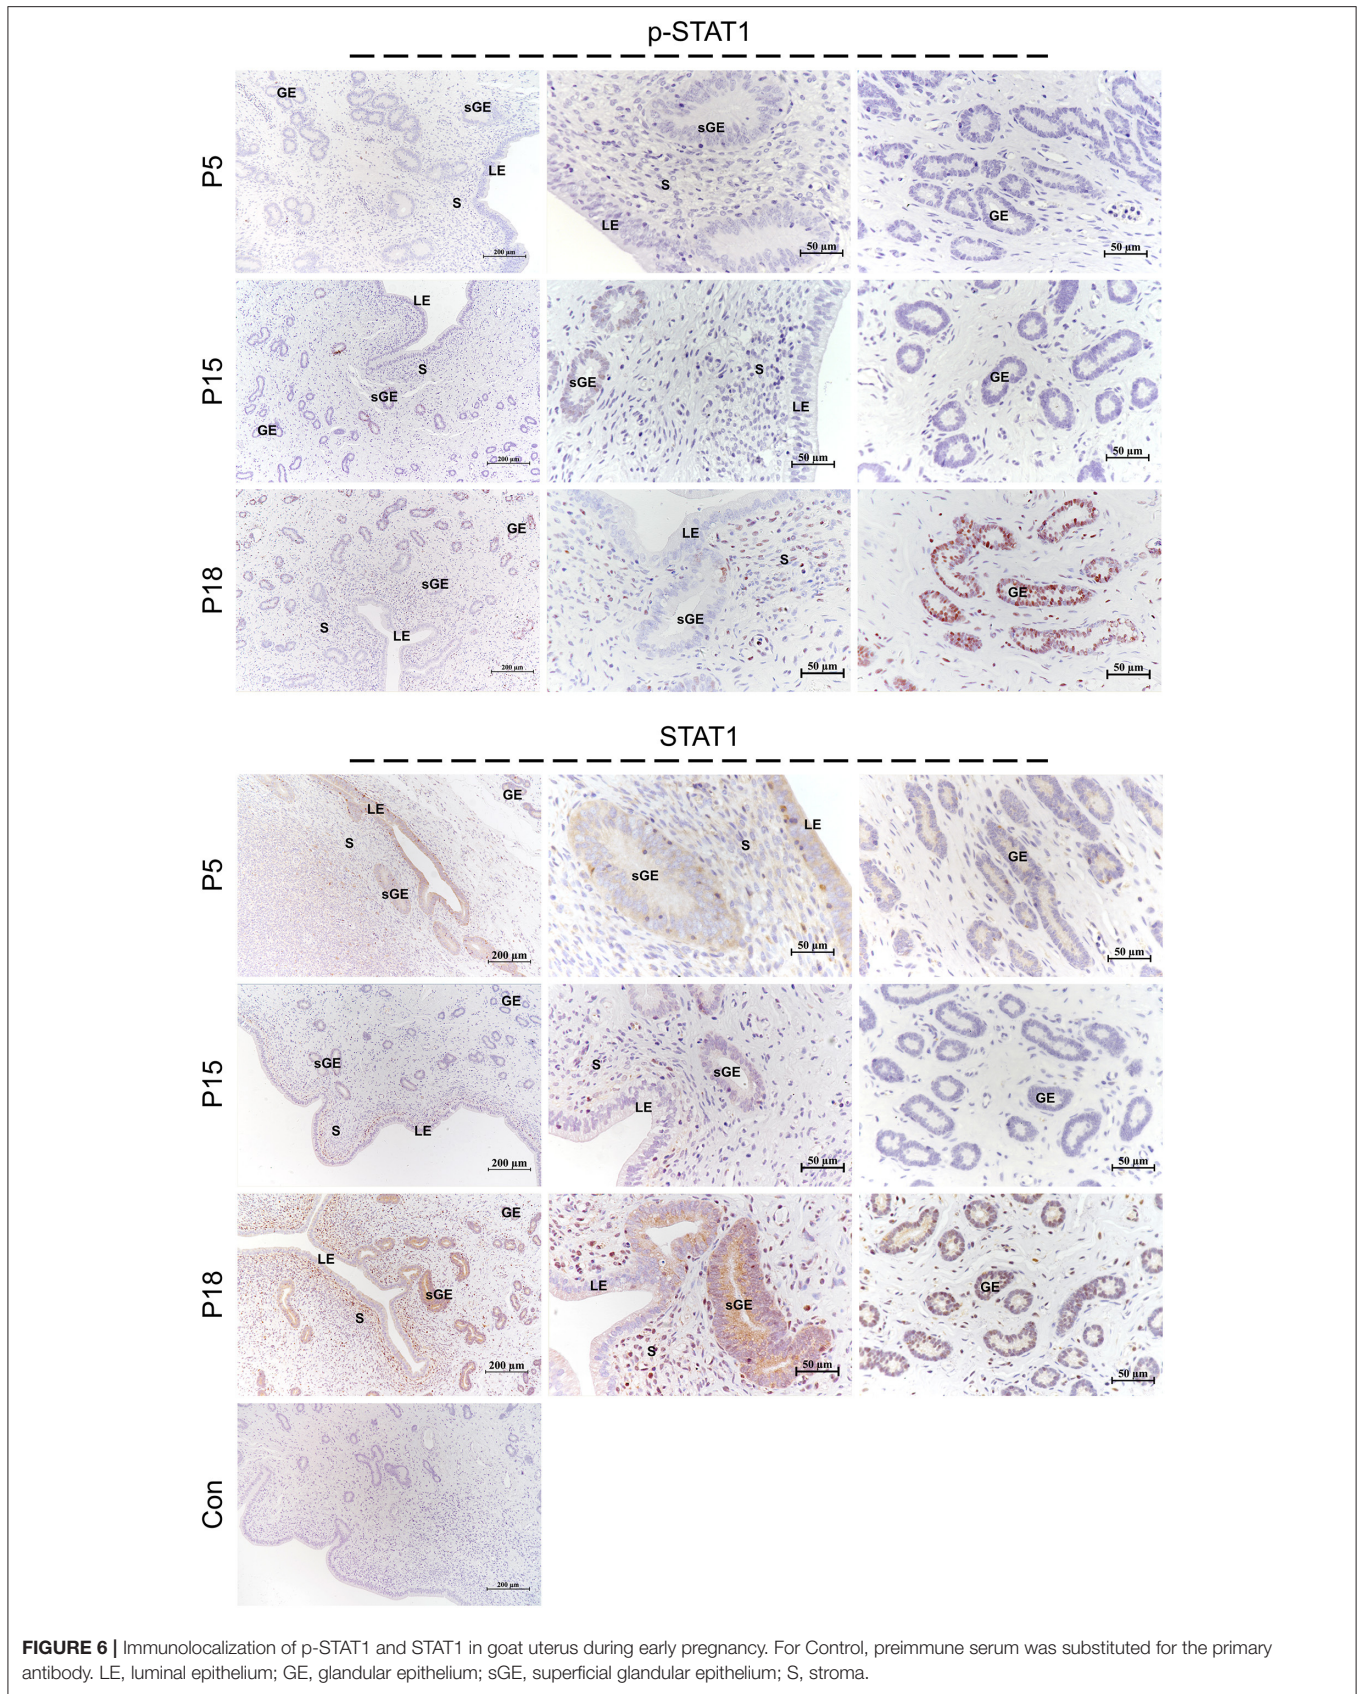 p-STAT1
P5
GE
sGE
LE
S
200 µm
sGE
S
LE
50 µm
GE
50 µm
P15
LE
S
sGE
GE
200 µm
sGE
S
LE
50 µm
GE
50 µm
P18
GE
sGE
S
LE
200 µm
LE
S
sGE
50 µm
GE
50 µm
STAT1
P5
GE
LE
S
sGE
200 µm
LE
S
sGE
50 µm
GE
50 µm
P15
GE
sGE
S
LE
200 µm
S
sGE
LE
50 µm
GE
50 µm
P18
GE
LE
sGE
S
200 µm
LE
sGE
S
50 µm
GE
50 µm
Con
200 µm
FIGURE 6 | Immunolocalization of p-STAT1 and STAT1 in goat uterus during early pregnancy. For Control, preimmune serum was substituted for the primary
antibody. LE, luminal epithelium; GE, glandular epithelium; sGE, superficial glandular epithelium; S, stroma.